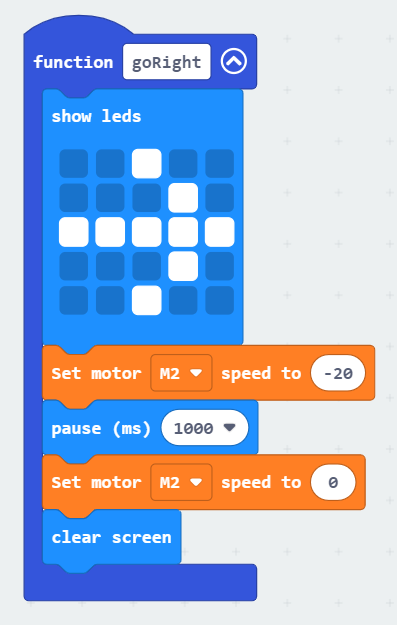 function goRight
show leds
Set motor M2 speed to -20
pause (ms) 1000
Set motor M2 speed to 0
clear screen